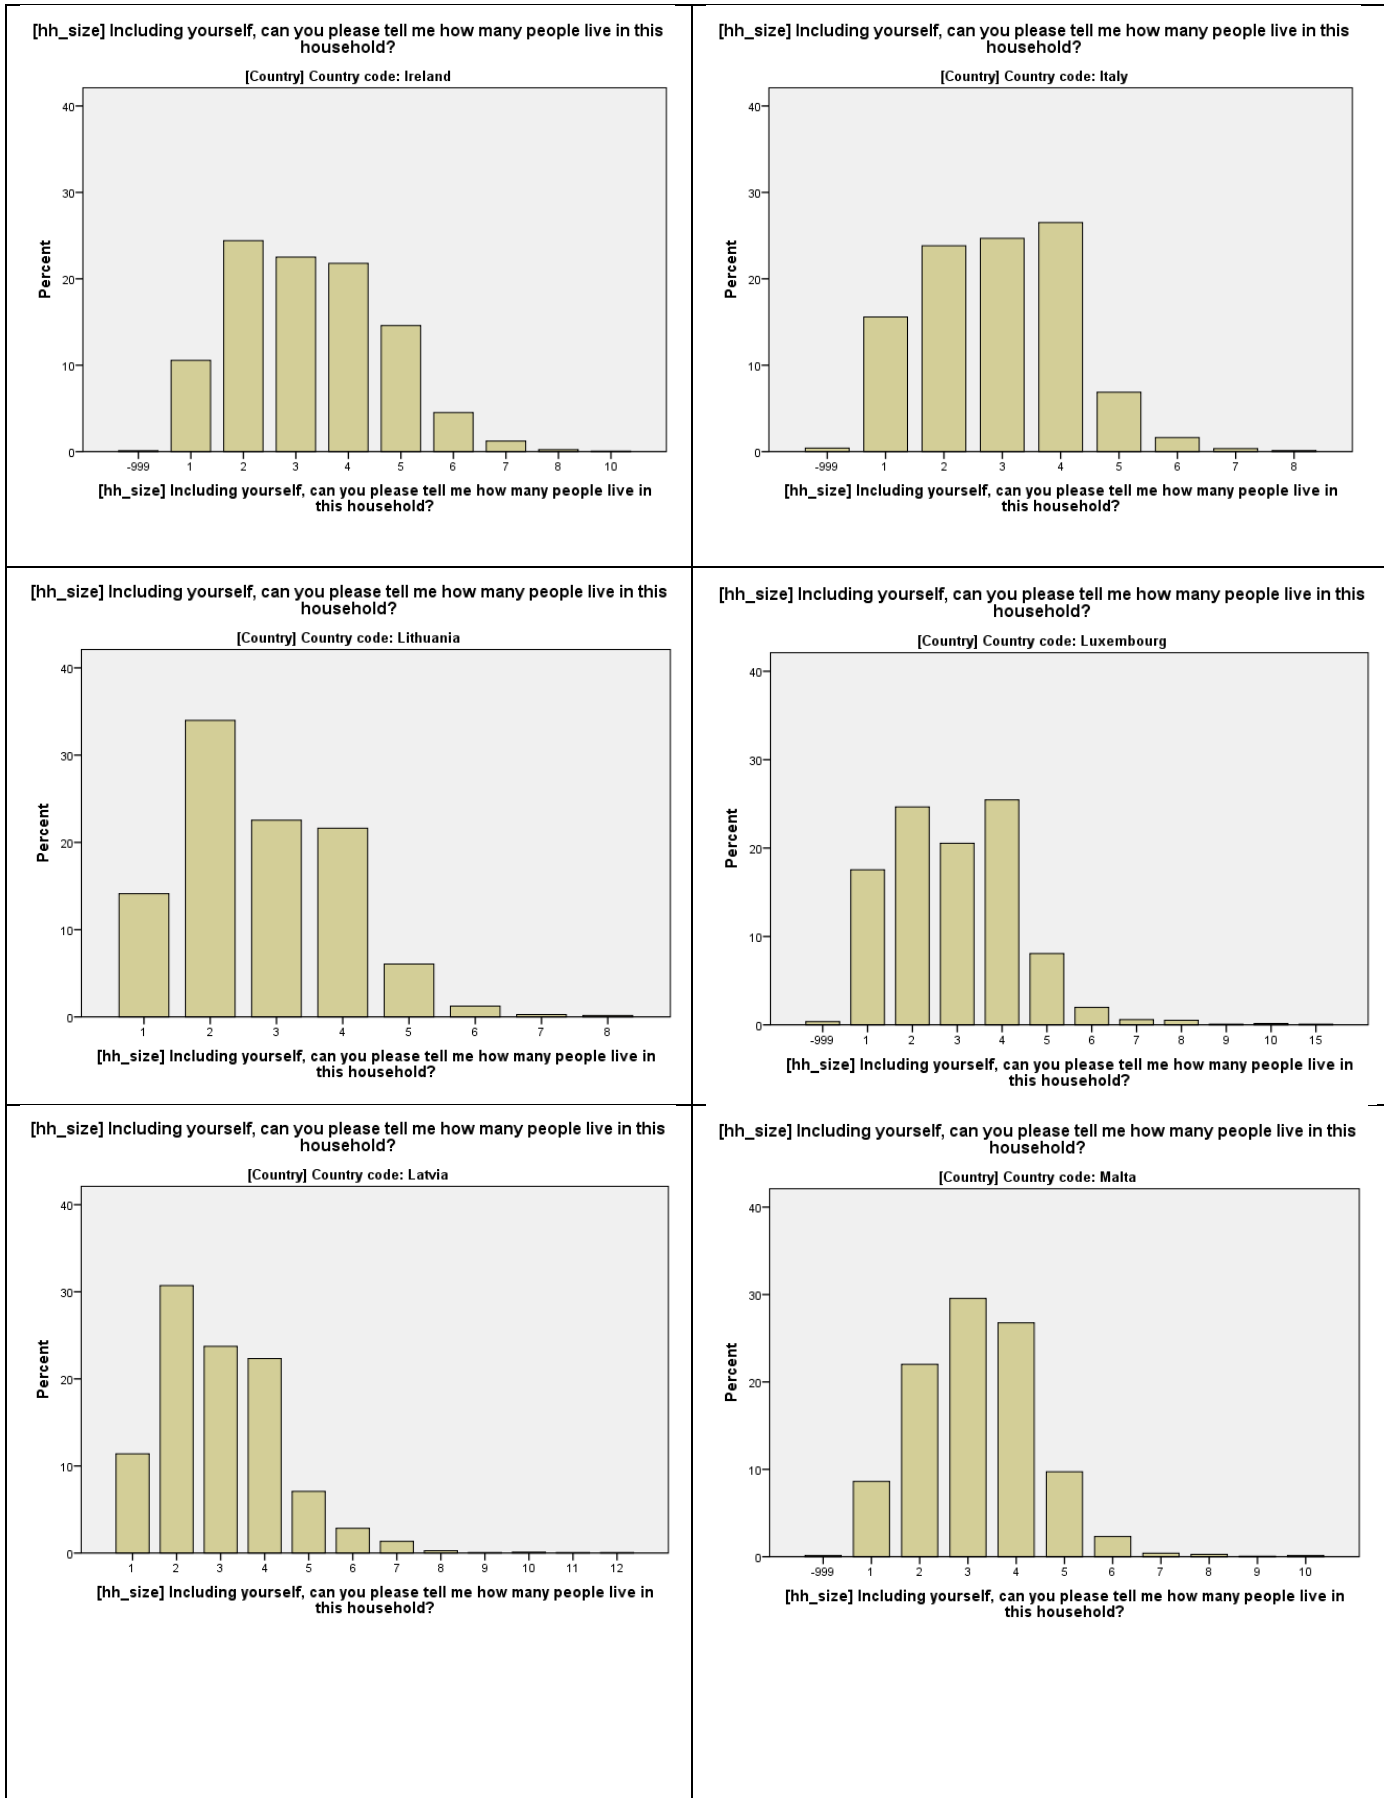 [hh_size] Including yourself, can you please tell me how many people live in this
household?
[Country] Country code: Ireland
40
30
20
10
0
Percent
-999 1 2 3 4 5 6 7 8 10
[hh_size] Including yourself, can you please tell me how many people live in
this household?
[hh_size] Including yourself, can you please tell me how many people live in this
household?
[Country] Country code: Italy
40
30
20
10
0
Percent
-999 1 2 3 4 5 6 7 8
[hh_size] Including yourself, can you please tell me how many people live in
this household?
[hh_size] Including yourself, can you please tell me how many people live in this
household?
[Country] Country code: Lithuania
40
30
20
10
0
Percent
1 2 3 4 5 6 7 8
[hh_size] Including yourself, can you please tell me how many people live in
this household?
[hh_size] Including yourself, can you please tell me how many people live in this
household?
[Country] Country code: Luxembourg
40
30
20
10
0
Percent
-999 1 2 3 4 5 6 7 8 9 10 15
[hh_size] Including yourself, can you please tell me how many people live in
this household?
[hh_size] Including yourself, can you please tell me how many people live in this
household?
[Country] Country code: Latvia
40
30
20
10
0
Percent
1 2 3 4 5 6 7 8 9 10 11 12
[hh_size] Including yourself, can you please tell me how many people live in
this household?
[hh_size] Including yourself, can you please tell me how many people live in this
household?
[Country] Country code: Malta
40
30
20
10
0
Percent
-999 1 2 3 4 5 6 7 8 9 10
[hh_size] Including yourself, can you please tell me how many people live in
this household?